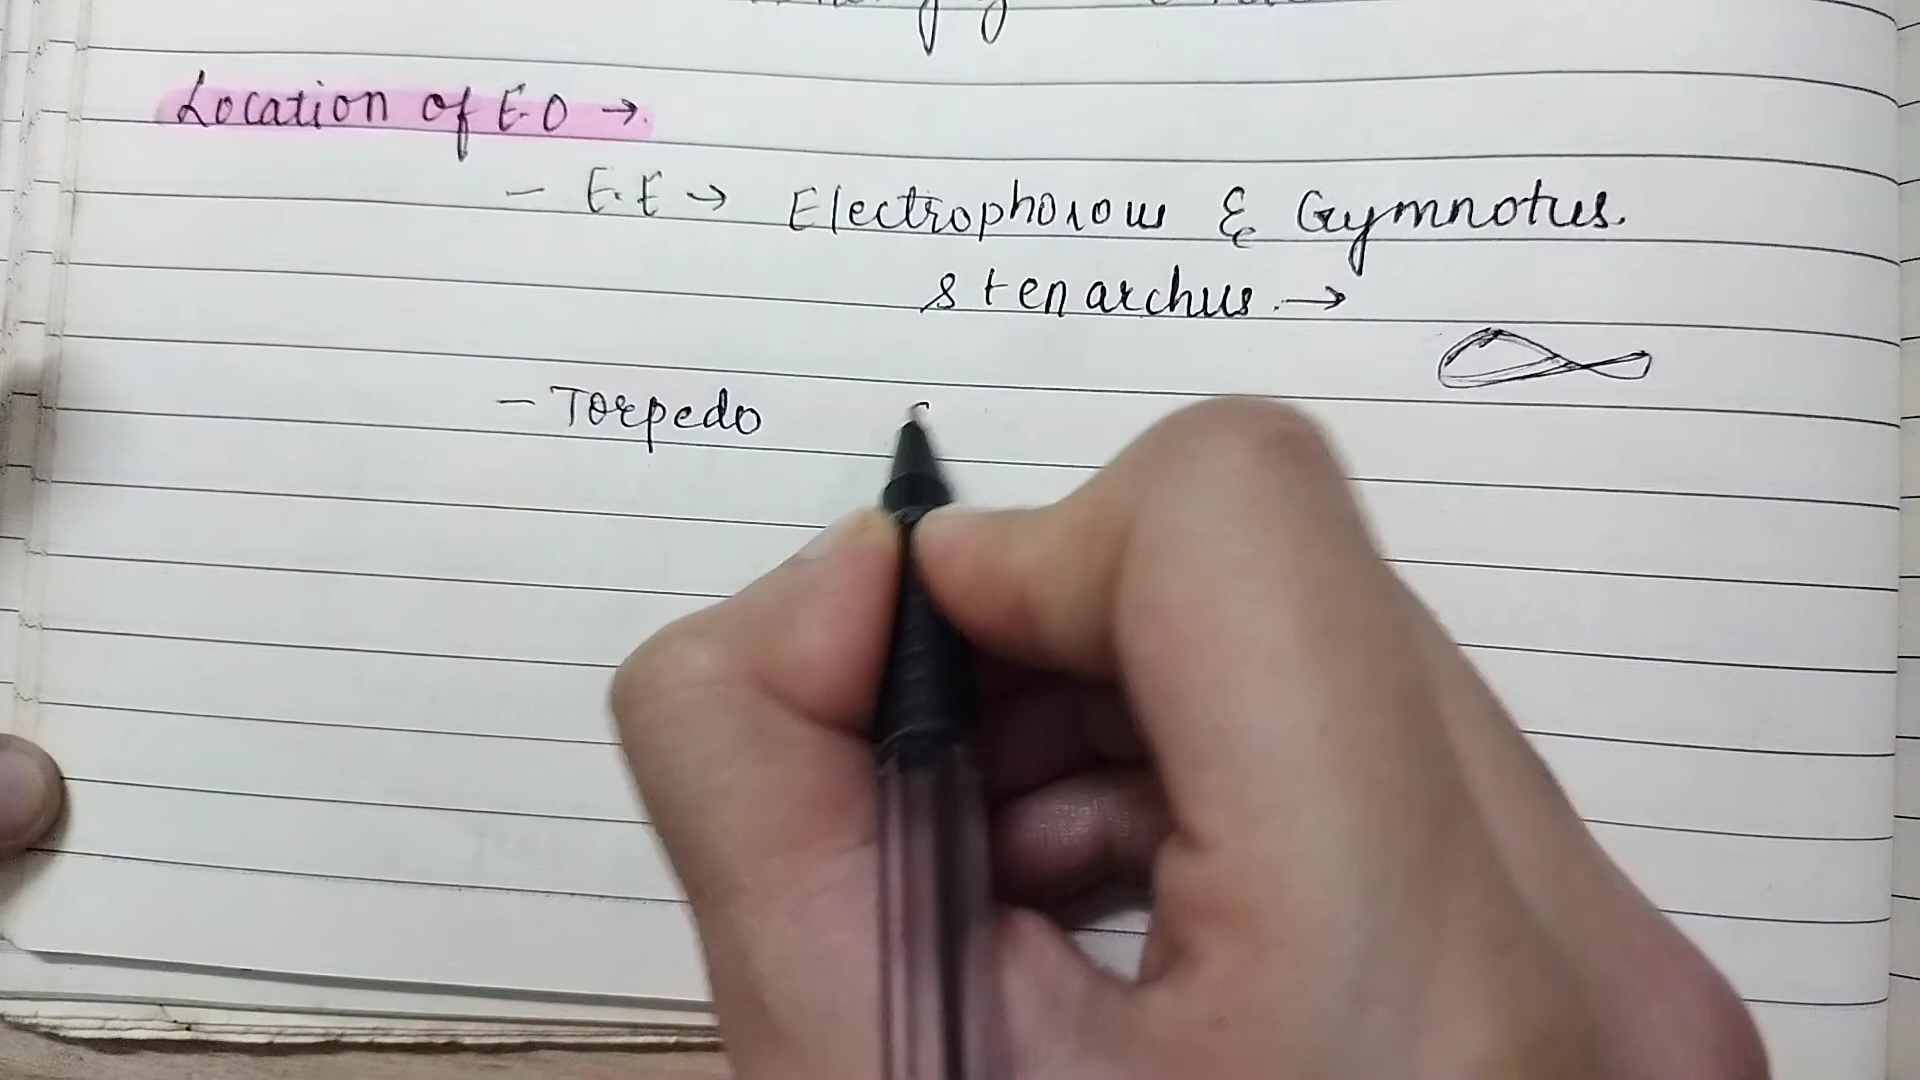 Location of E.O →.
- E.E → Electrophorous & Gymnotus.
Stenarchus. →
- Torpedo